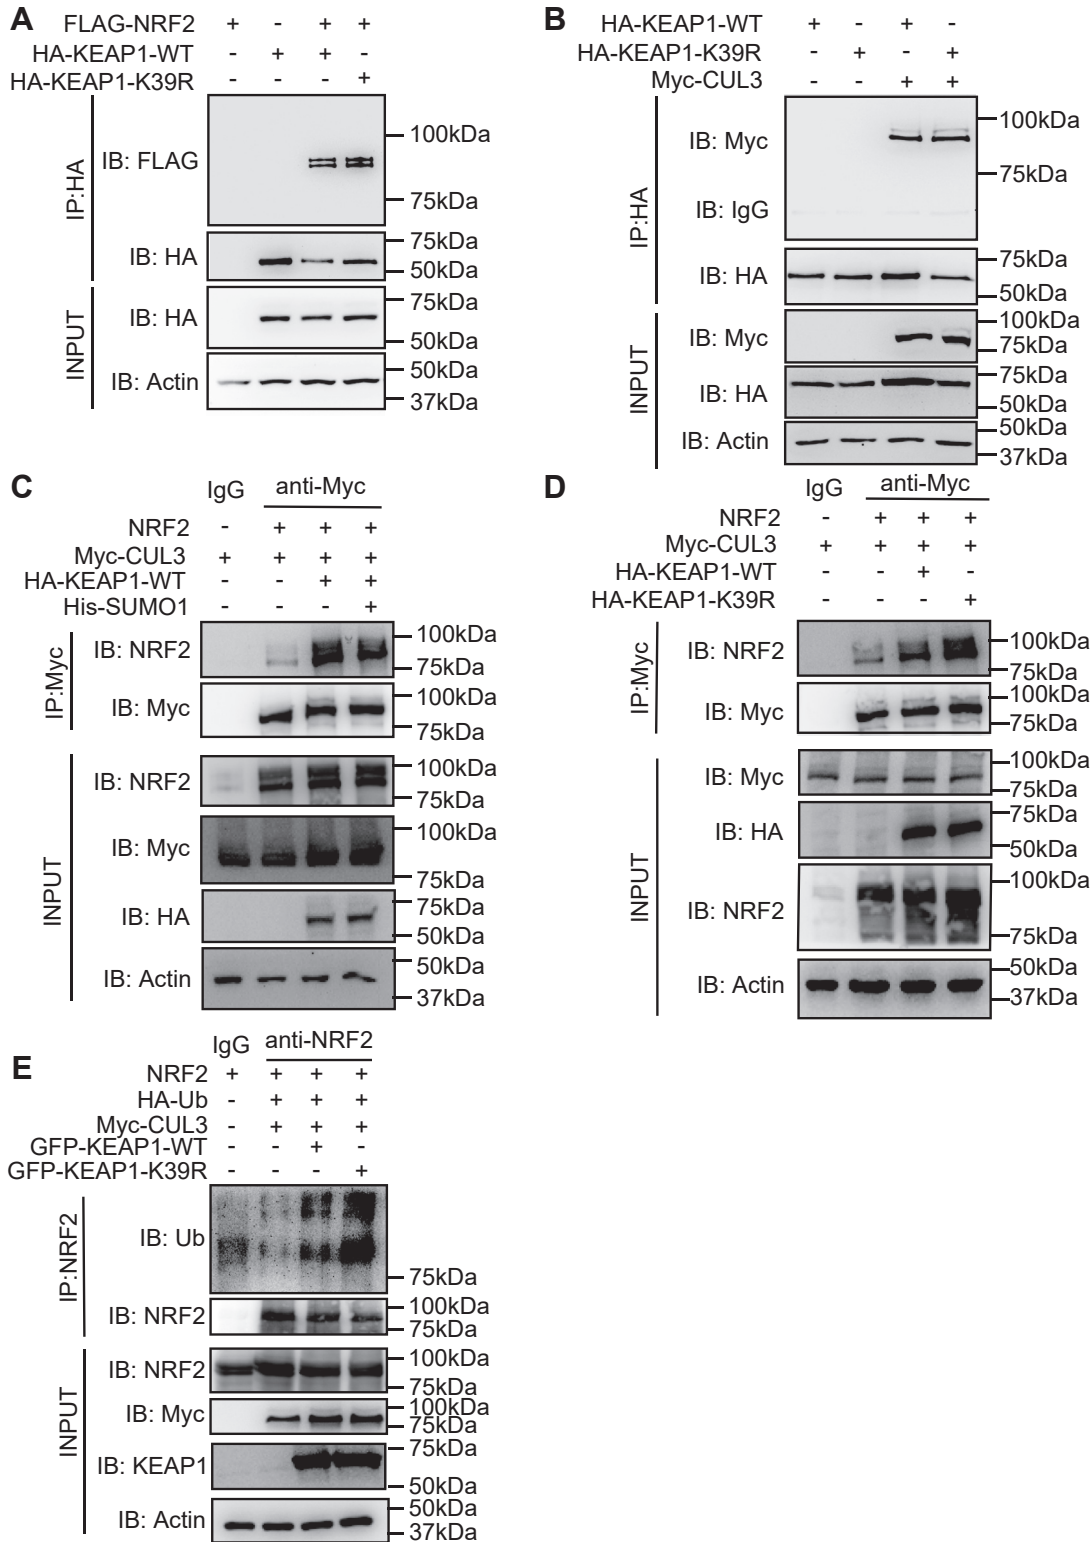 A
FLAG-NRF2 + - + +
HA-KEAP1-WT - + + -
HA-KEAP1-K39R - - - +
IP:HA
IB: FLAG
100kDa
75kDa
IB: HA
75kDa
50kDa
INPUT
IB: HA
75kDa
50kDa
IB: Actin
50kDa
37kDa
B
HA-KEAP1-WT + - + -
HA-KEAP1-K39R - + - +
Myc-CUL3 - - + +
IP:HA
IB: Myc
100kDa
75kDa
IB: IgG
IB: HA
75kDa
50kDa
INPUT
IB: Myc
100kDa
75kDa
IB: HA
75kDa
50kDa
IB: Actin
50kDa
37kDa
C
IgG anti-Myc
NRF2 - + + +
Myc-CUL3 + + + +
HA-KEAP1-WT - - + +
His-SUMO1 - - - +
IP:Myc
IB: NRF2
100kDa
75kDa
IB: Myc
100kDa
75kDa
INPUT
IB: NRF2
100kDa
75kDa
IB: Myc
100kDa
75kDa
IB: HA
75kDa
50kDa
IB: Actin
50kDa
37kDa
D
IgG anti-Myc
NRF2 - + + +
Myc-CUL3 + + + +
HA-KEAP1-WT - - + -
HA-KEAP1-K39R - - - +
IP:Myc
IB: NRF2
100kDa
75kDa
IB: Myc
100kDa
75kDa
INPUT
IB: Myc
100kDa
75kDa
IB: HA
75kDa
50kDa
IB: NRF2
100kDa
75kDa
IB: Actin
50kDa
37kDa
E
IgG anti-NRF2
NRF2 + + + +
HA-Ub - + + +
Myc-CUL3 - + + +
GFP-KEAP1-WT - - + -
GFP-KEAP1-K39R - - - +
IP:NRF2
IB: Ub
75kDa
IB: NRF2
100kDa
75kDa
INPUT
IB: NRF2
100kDa
75kDa
IB: Myc
100kDa
75kDa
IB: KEAP1
75kDa
50kDa
IB: Actin
50kDa
37kDa